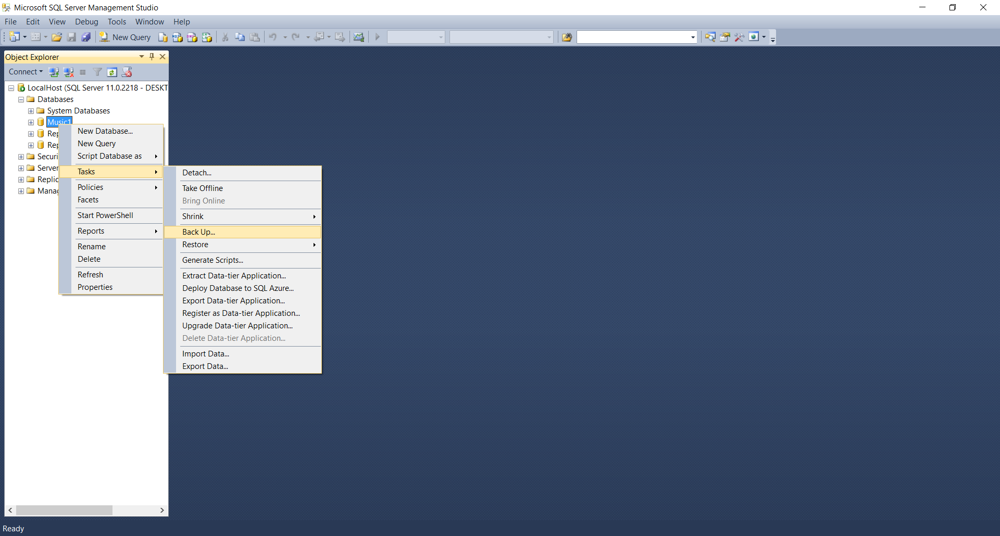 Microsoft SQL Server Management Studio
File Edit View Debug Tools Window Help
New Query
Object Explorer
Connect
LocalHost (SQL Server 11.0.2218 - DESKT
Databases
System Databases
Music1
Rep
Rep
Securi
Server
Replic
Manag
New Database...
New Query
Script Database as
Tasks
Policies
Facets
Start PowerShell
Reports
Rename
Delete
Refresh
Properties
Detach...
Take Offline
Bring Online
Shrink
Back Up...
Restore
Generate Scripts...
Extract Data-tier Application...
Deploy Database to SQL Azure...
Export Data-tier Application...
Register as Data-tier Application...
Upgrade Data-tier Application...
Delete Data-tier Application...
Import Data...
Export Data...
Ready